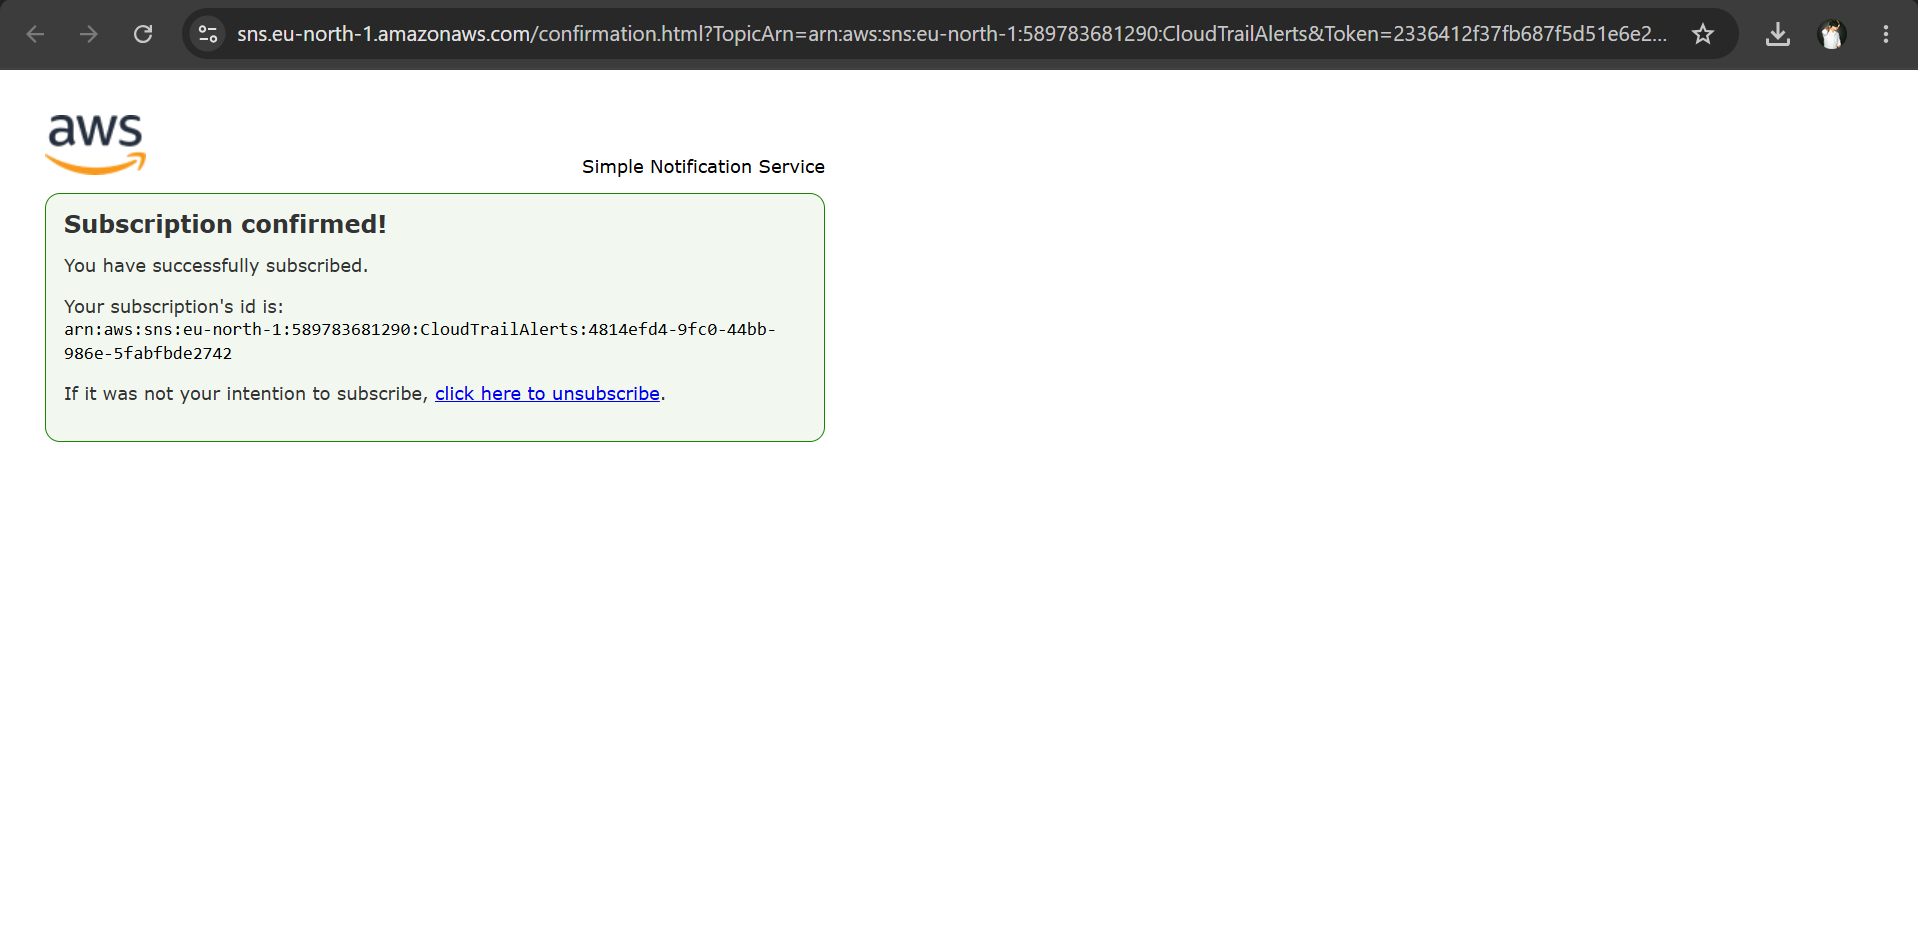 sns.eu-north-1.amazonaws.com/confirmation.html?TopicArn=arn:aws:sns:eu-north-1:589783681290:CloudTrailAlerts&Token=2336412f37fb687f5d51e6e2...
aws
Simple Notification Service
Subscription confirmed!
You have successfully subscribed.
Your subscription's id is:
arn:aws:sns:eu-north-1:589783681290:CloudTrailAlerts:4814efd4-9fc0-44bb-
986e-5fabfbde2742
If it was not your intention to subscribe, click here to unsubscribe.